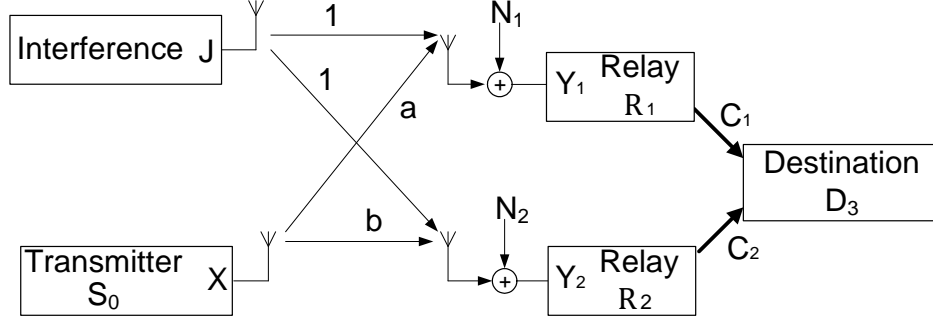 1
N₁
Interference J
1
a
Y₁ Relay
R₁
C₁
Destination
D₃
b
N₂
C₂
Transmitter X
S₀
Y₂ Relay
R₂